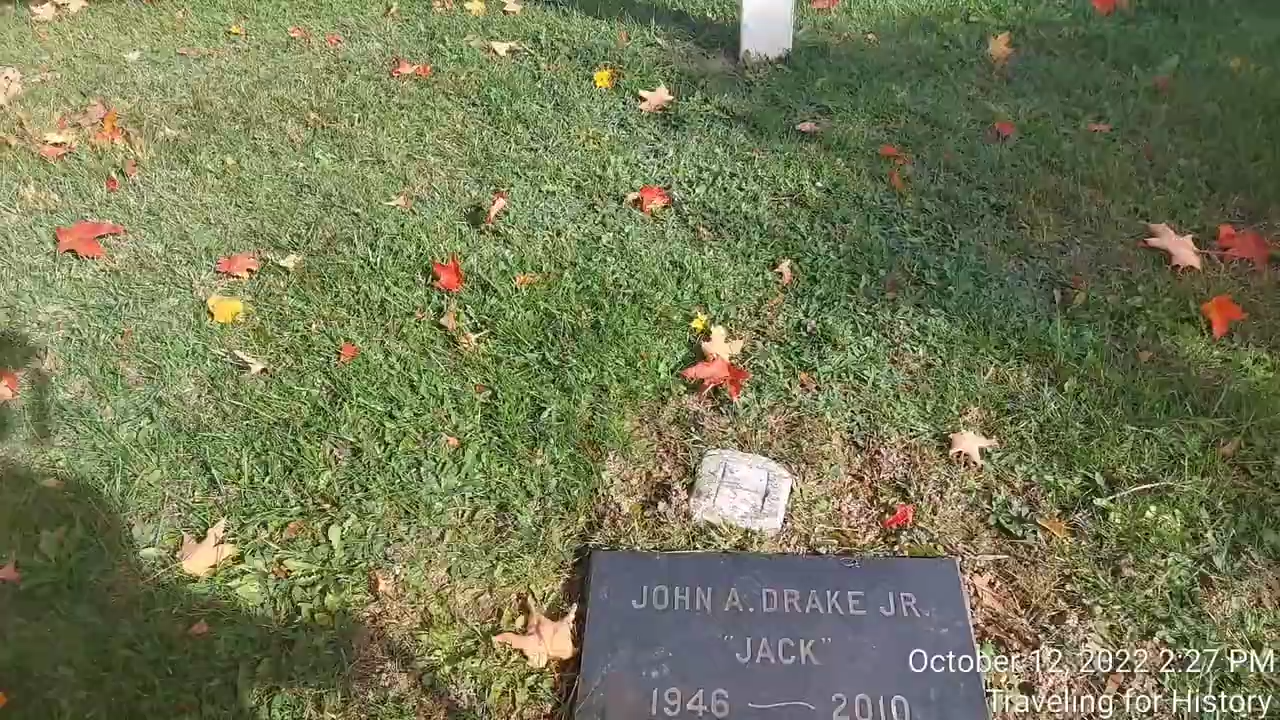 JOHN A. DRAKE JR.
"JACK"
1946 — 2010
October 12, 2022 2:27 PM
Traveling for History